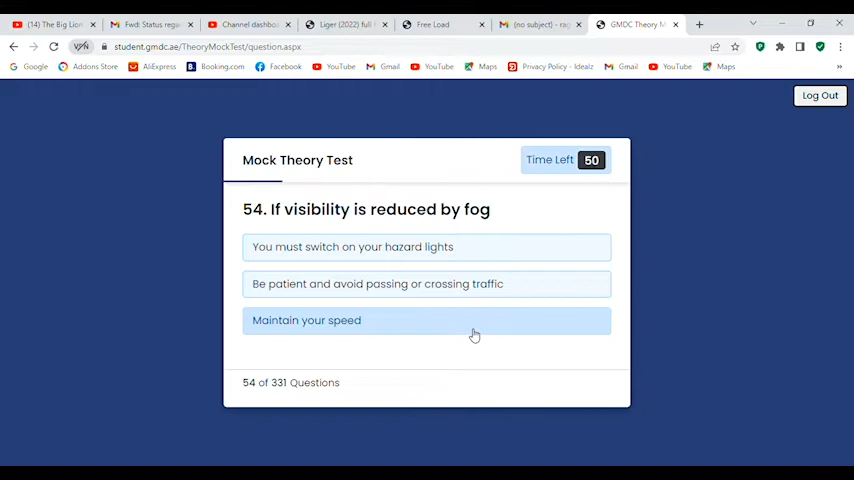 (14) The Big Lion
Fwd: Status rega
Channel dashboa
Liger (2022) full
Free Load
(no subject) - rag
GMDC Theory M
VPN
student.gmdc.ae/TheoryMockTest/question.aspx
Google
Addons Store
AliExpress
Booking.com
Facebook
YouTube
Gmail
YouTube
Maps
Privacy Policy - Idealz
Gmail
YouTube
Maps
Log Out
Mock Theory Test
Time Left 50
54. If visibility is reduced by fog
You must switch on your hazard lights
Be patient and avoid passing or crossing traffic
Maintain your speed
54 of 331 Questions